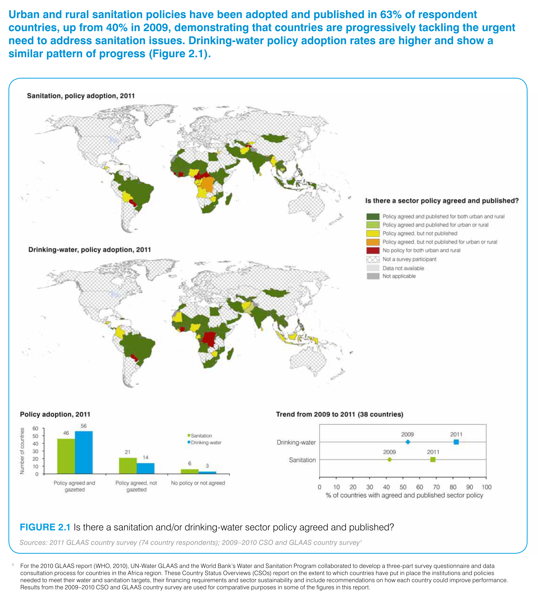 Urban and rural sanitation policies have been adopted and published in 63% of respondent
countries, up from 40% in 2009, demonstrating that countries are progressively tackling the urgent
need to address sanitation issues. Drinking-water policy adoption rates are higher and show a
similar pattern of progress (Figure 2.1).
Sanitation, policy adoption, 2011
Is there a sector policy agreed and published?
Policy agreed and published for both urban and rural
Policy agreed and published for urban or rural
Policy agreed, but not published
Policy agreed, but not published for urban or rural
No policy for both urban and rural
Not a survey participant
Data not available
Not applicable
Drinking-water, policy adoption, 2011
Policy adoption, 2011
Number of countries
60
50
40
30
20
10
0
46
56
21
14
6
3
Sanitation
Drinking-water
Policy agreed and
gazetted
Policy agreed, not
gazetted
No policy or not agreed
Trend from 2009 to 2011 (38 countries)
Drinking-water
2009
2011
Sanitation
2009
2011
0 10 20 30 40 50 60 70 80 90 100
% of countries with agreed and published sector policy
FIGURE 2.1 Is there a sanitation and/or drinking-water sector policy agreed and published?
Sources: 2011 GLAAS country survey (74 country respondents); 2009–2010 CSO and GLAAS country survey¹
¹ For the 2010 GLAAS report (WHO, 2010), UN-Water GLAAS and the World Bank's Water and Sanitation Program collaborated to develop a three-part survey questionnaire and data
consultation process for countries in the Africa region. These Country Status Overviews (CSOs) report on the extent to which countries have put in place the institutions and policies
needed to meet their water and sanitation targets, their financing requirements and sector sustainability and include recommendations on how each country could improve performance.
Results from the 2009–2010 CSO and GLAAS country survey are used for comparative purposes in some of the figures in this report.